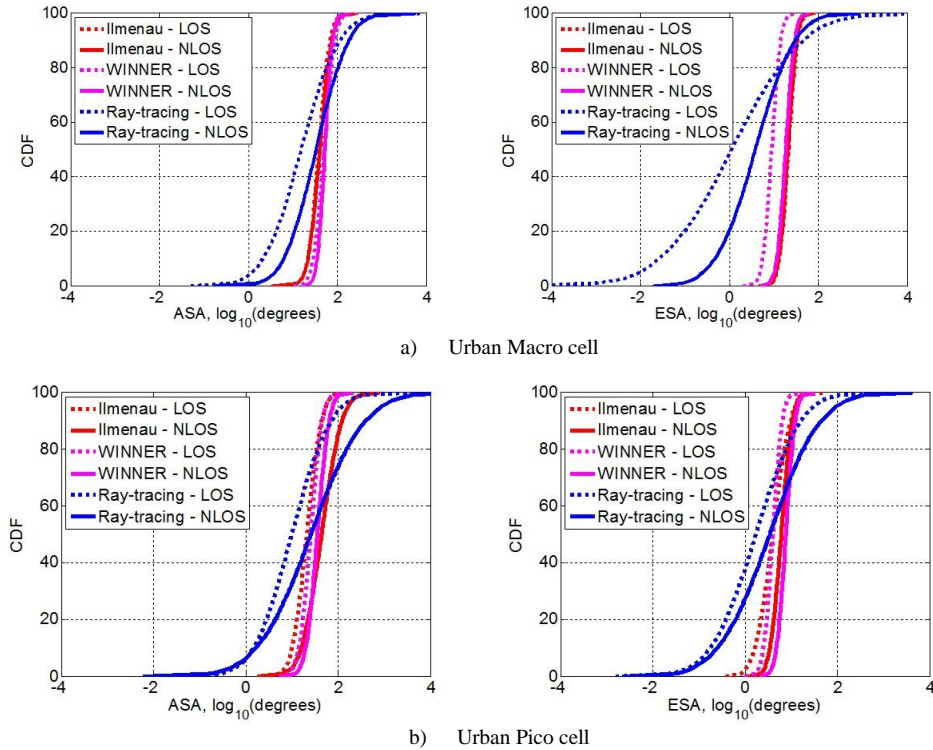 100
80
60
40
20
0
CDF
Ilmenau - LOS
Ilmenau - NLOS
WINNER - LOS
WINNER - NLOS
Ray-tracing - LOS
Ray-tracing - NLOS
-4 -2 0 2 4
ASA, log10(degrees)
100
80
60
40
20
0
CDF
Ilmenau - LOS
Ilmenau - NLOS
WINNER - LOS
WINNER - NLOS
Ray-tracing - LOS
Ray-tracing - NLOS
-4 -2 0 2 4
ESA, log10(degrees)
a) Urban Macro cell
100
80
60
40
20
0
CDF
Ilmenau - LOS
Ilmenau - NLOS
WINNER - LOS
WINNER - NLOS
Ray-tracing - LOS
Ray-tracing - NLOS
-4 -2 0 2 4
ASA, log10(degrees)
100
80
60
40
20
0
CDF
Ilmenau - LOS
Ilmenau - NLOS
WINNER - LOS
WINNER - NLOS
Ray-tracing - LOS
Ray-tracing - NLOS
-4 -2 0 2 4
ESA, log10(degrees)
b) Urban Pico cell